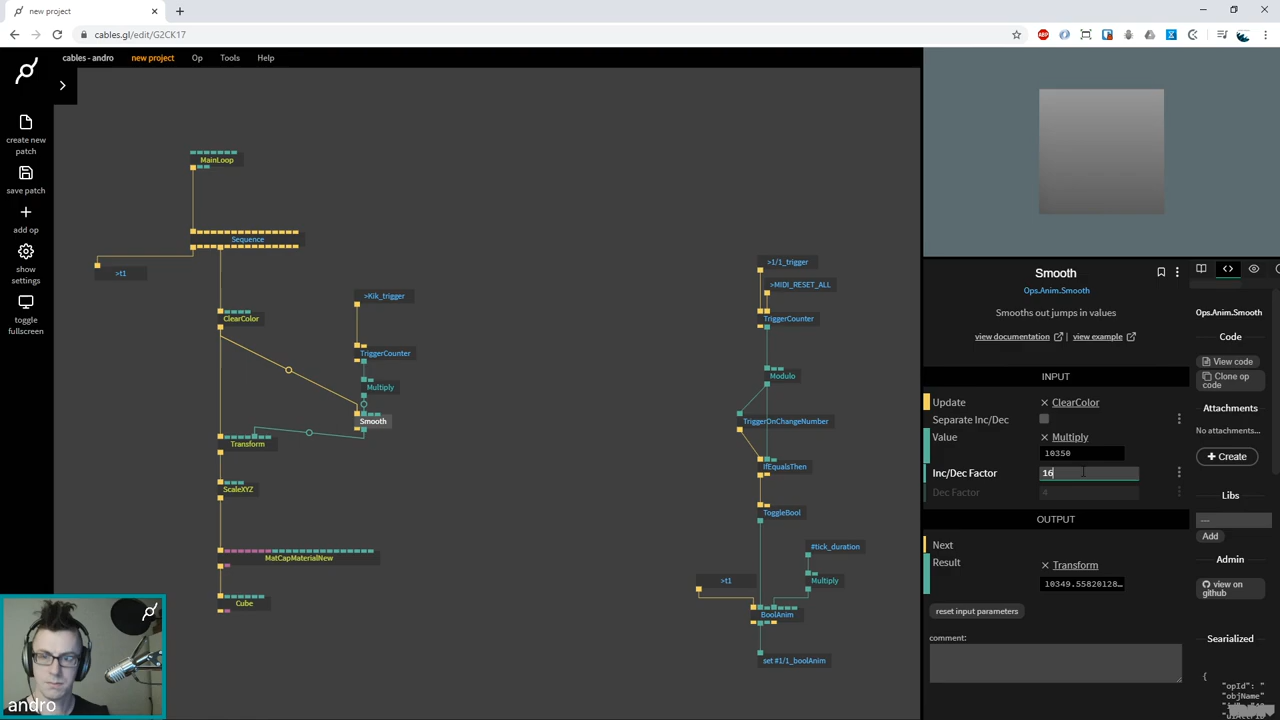 new project
cables.gl/edit/G2CK17
cables - andro
new project
Op
Tools
Help
create new
patch
save patch
add op
show
settings
toggle
fullscreen
MainLoop
Sequence
>t1
ClearColor
>Kik_trigger
TriggerCounter
Multiply
Smooth
Transform
ScaleXYZ
MatCapMaterialNew
Cube
>1/1_trigger
>MIDI_RESET_ALL
TriggerCounter
Modulo
TriggerOnChangeNumber
IfEqualsThen
ToggleBool
#tick_duration
>t1
Multiply
BoolAnim
set #1/1_boolAnim
Smooth
Ops.Anim.Smooth
Smooths out jumps in values
view documentation
view example
INPUT
Update
ClearColor
Separate Inc/Dec
Value
Multiply
10350
Inc/Dec Factor
16
Dec Factor
4
OUTPUT
Next
Result
Transform
10349.55820128...
reset input parameters
comment:
Ops.Anim.Smooth
Code
View code
Clone op
code
Attachments
No attachments...
+ Create
Libs
---
Add
Admin
view on
github
Searialized
{
"opId": "
"objName"
andro